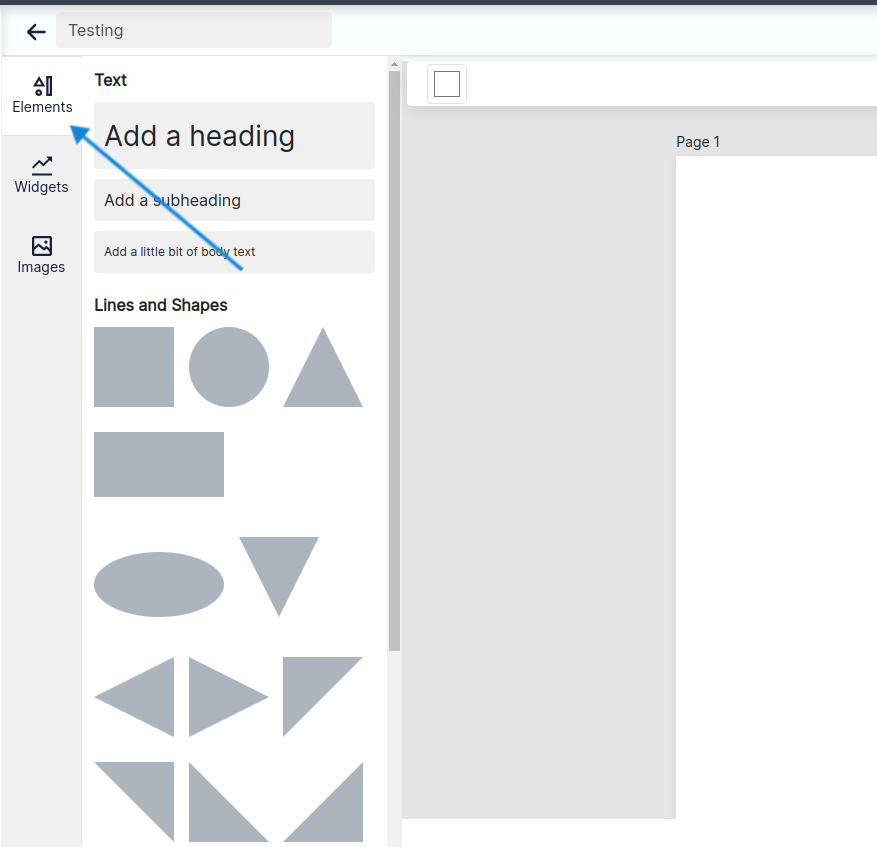 Testing
Elements
Widgets
Images
Text
Add a heading
Add a subheading
Add a little bit of body text
Lines and Shapes
Page 1